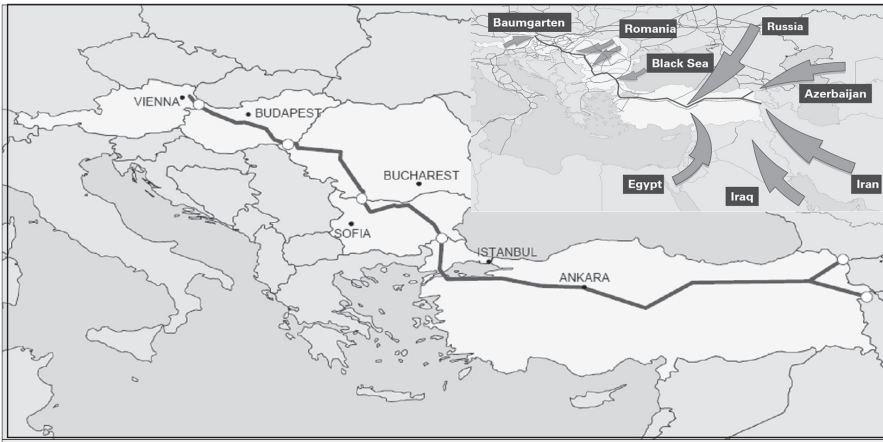 Baumgarten
Romania
Russia
Black Sea
Azerbaijan
Egypt
Iraq
Iran
VIENNA
BUDAPEST
BUCHAREST
SOFIA
ISTANBUL
ANKARA